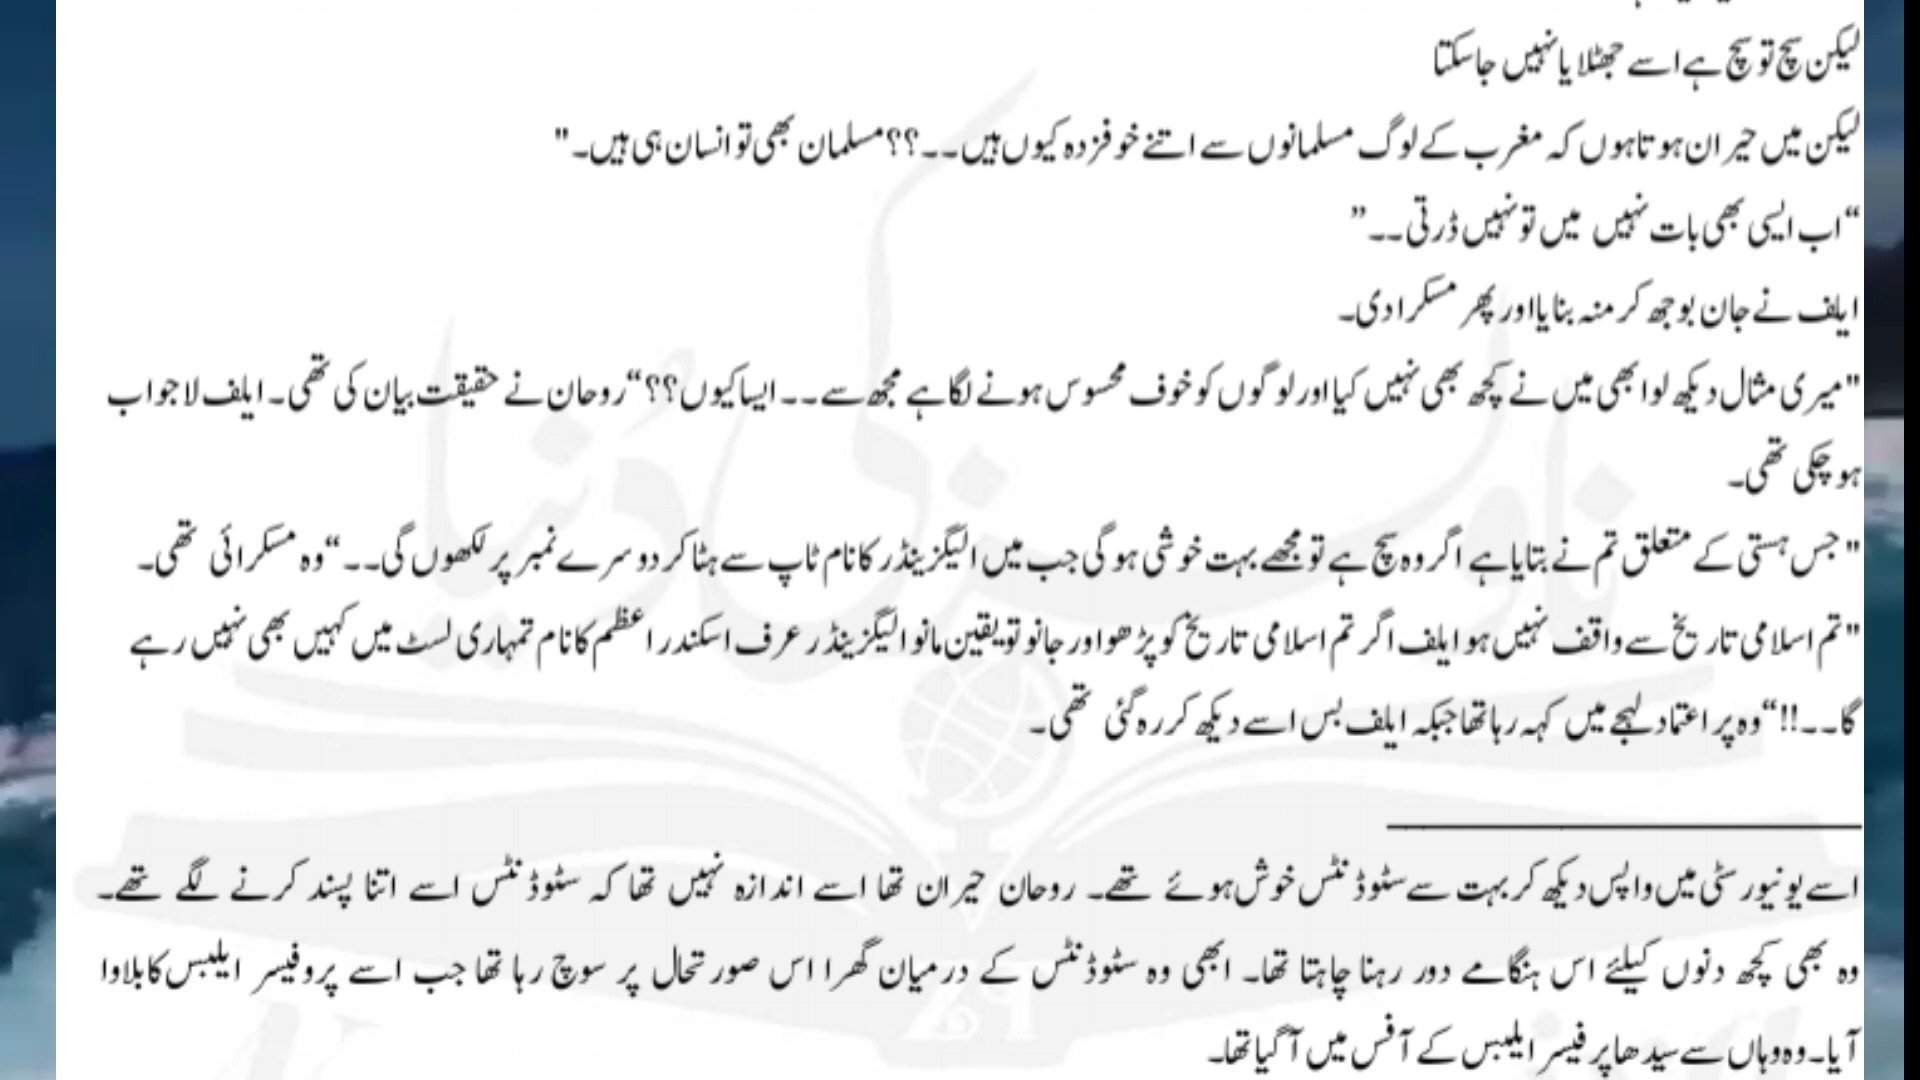 لیکن سچ تو سچ ہے اسے جھٹلایا نہیں جاسکتا
لیکن میں حیران ہوتا ہوں کہ مغرب کے لوگ مسلمانوں سے اتنے خوفزدہ کیوں ہیں۔۔؟؟ مسلمان بھی تو انسان ہی ہیں۔"
“اب ایسی بھی بات نہیں میں تو نہیں ڈرتی۔۔”
ایلف نے جان بوجھ کر منہ بنایا اور پھر مسکرا دی۔
"میری مثال دیکھ لو ابھی میں نے کچھ بھی نہیں کیا اور لوگوں کو خوف محسوس ہونے لگا ہے مجھ سے۔۔ ایسا کیوں؟؟“ روحان نے حقیقت بیان کی تھی۔ ایلف لاجواب
ہو چکی تھی۔
"جس ہستی کے متعلق تم نے بتایا ہے اگر وہ سچ ہے تو مجھے بہت خوشی ہوگی جب میں الیگزینڈر کا نام ٹاپ سے ہٹا کر دوسرے نمبر پر لکھوں گی۔۔“ وہ مسکرائی تھی۔
"تم اسلامی تاریخ سے واقف نہیں ہو ایلف اگر تم اسلامی تاریخ کو پڑھو اور جانو تو یقین مانو الیگزینڈر عرف اسکندر اعظم کا نام تمہاری لسٹ میں کہیں بھی نہیں رہے
گا۔۔!!“ وہ پر اعتماد لہجے میں کہہ رہا تھا جبکہ ایلف بس اسے دیکھ کر رہ گئی تھی۔
اسے یونیورسٹی میں واپس دیکھ کر بہت سے سٹوڈنٹس خوش ہوئے تھے۔ روحان حیران تھا اسے اندازہ نہیں تھا کہ سٹوڈنٹس اسے اتنا پسند کرنے لگے تھے۔
وہ بھی کچھ دنوں کیلئے اس ہنگامے دور رہنا چاہتا تھا۔ ابھی وہ سٹوڈنٹس کے درمیان گھرا اس صورتحال پر سوچ رہا تھا جب اسے پروفیسر ایلبس کا بلاوا
آیا۔ وہ وہاں سے سیدھا پرفیسر ایلبس کے آفس میں آگیا تھا۔
ناولز کی دنیا